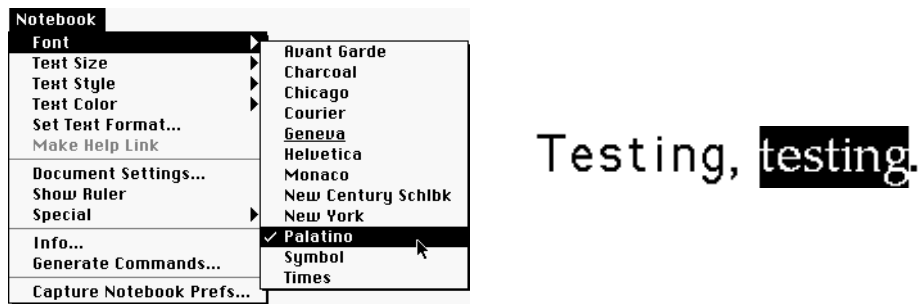 Notebook
Font
Text Size
Text Style
Text Color
Set Text Format...
Make Help Link
Document Settings...
Show Ruler
Special
Info...
Generate Commands...
Capture Notebook Prefs...
Avant Garde
Charcoal
Chicago
Courier
Geneva
Helvetica
Monaco
New Century Schlbk
New York
✓ Palatino
Symbol
Times
Testing, testing.